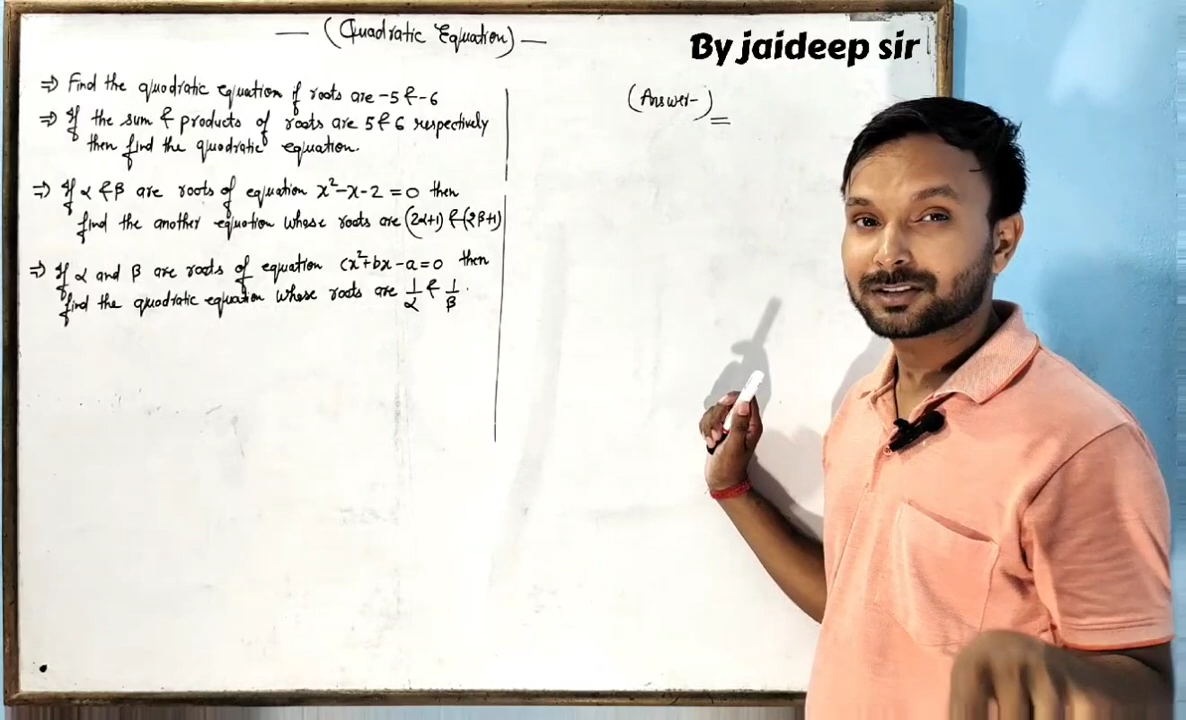 — (Quadratic Equation) —
By jaideep sir
⇒ Find the quadratic equation if roots are -5 & -6
⇒ If the sum & products of roots are 5 & 6 respectively
then find the quadratic equation.
⇒ If α & β are roots of equation x²-x-2=0 then
find the another equation whose roots are (2α+1) & (2β+1)
⇒ If α and β are roots of equation cx²+bx-a=0 then
find the quadratic equation whose roots are 1/α & 1/β.
(Answer-) =